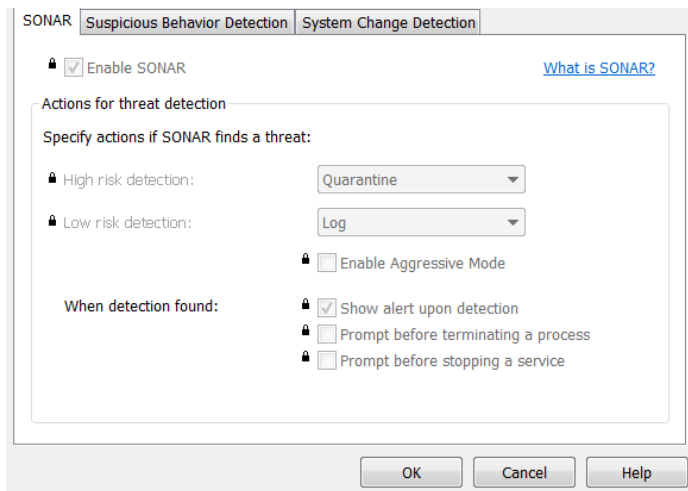 SONAR Suspicious Behavior Detection System Change Detection
Enable SONAR What is SONAR?
Actions for threat detection
Specify actions if SONAR finds a threat:
High risk detection: Quarantine
Low risk detection: Log
Enable Aggressive Mode
When detection found: Show alert upon detection
Prompt before terminating a process
Prompt before stopping a service
OK Cancel Help